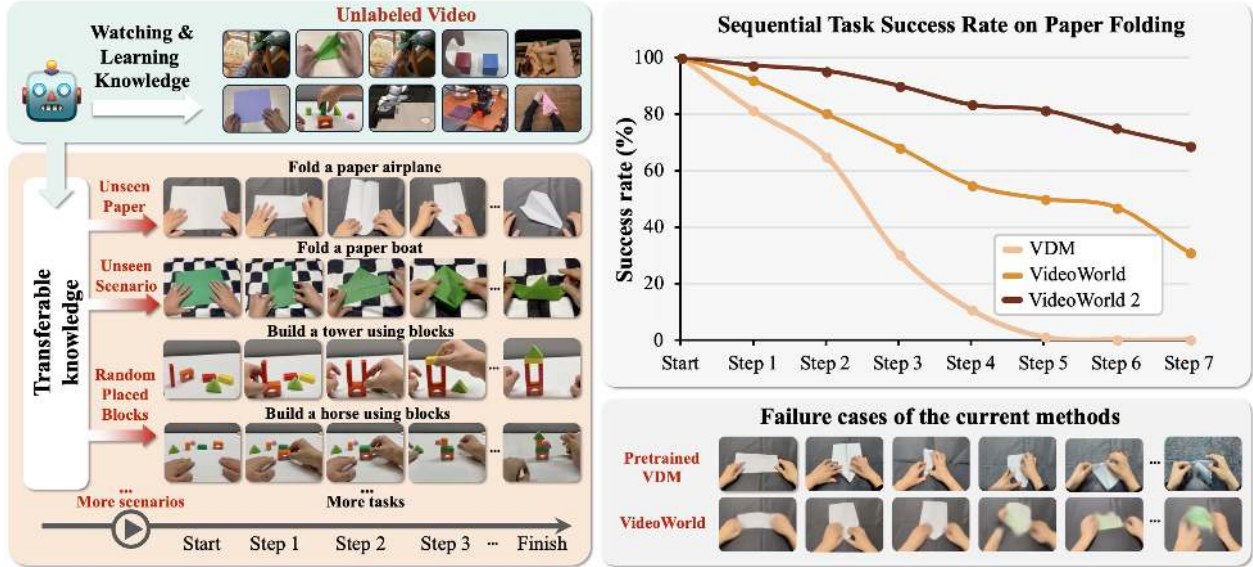 Unlabeled Video
Watching &
Learning
Knowledge
Transferable
knowledge
Fold a paper airplane
Unseen
Paper
...
Fold a paper boat
Unseen
Scenario
...
Build a tower using blocks
Random
Placed
Blocks
...
Build a horse using blocks
...
...
More scenarios
...
More tasks
Start
Step 1
Step 2
Step 3
...
Finish
Sequential Task Success Rate on Paper Folding
Success rate (%)
100
80
60
40
20
0
Start
Step 1
Step 2
Step 3
Step 4
Step 5
Step 6
Step 7
VDM
VideoWorld
VideoWorld 2
Failure cases of the current methods
Pretrained
VDM
...
VideoWorld
...